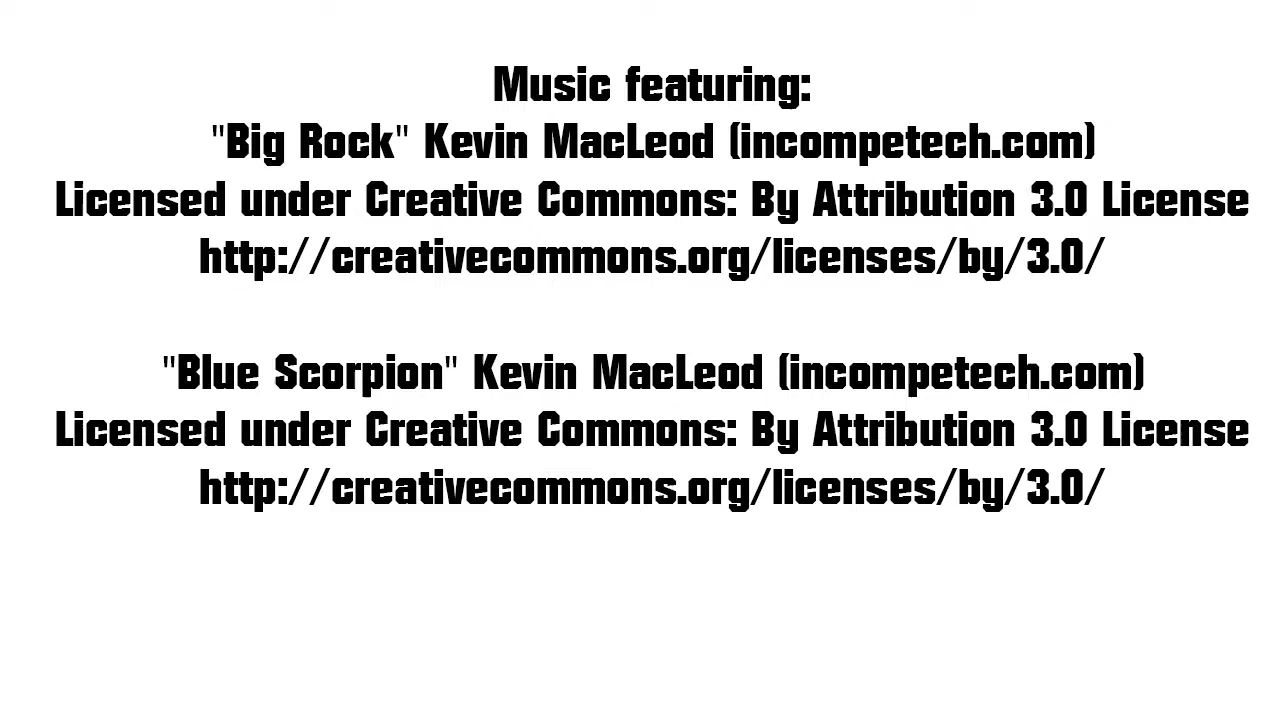 Music featuring:
"Big Rock" Kevin MacLeod (incompetech.com)
Licensed under Creative Commons: By Attribution 3.0 License
http://creativecommons.org/licenses/by/3.0/
"Blue Scorpion" Kevin MacLeod (incompetech.com)
Licensed under Creative Commons: By Attribution 3.0 License
http://creativecommons.org/licenses/by/3.0/